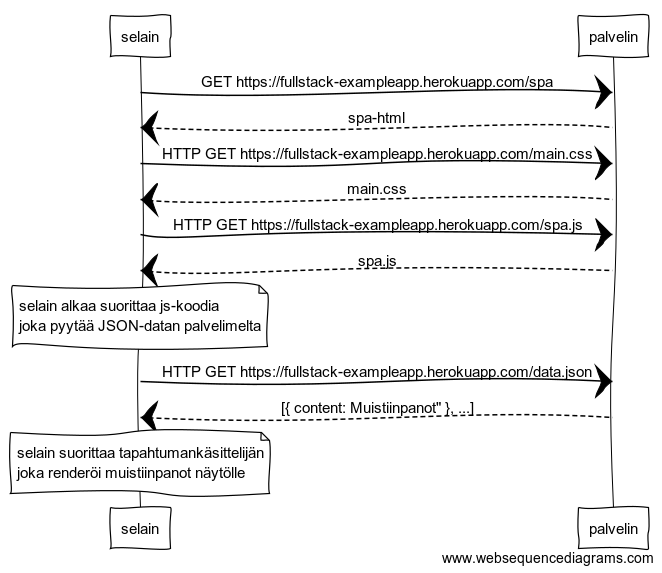 selain
palvelin
GET https://fullstack-exampleapp.herokuapp.com/spa
spa-html
HTTP GET https://fullstack-exampleapp.herokuapp.com/main.css
main.css
HTTP GET https://fullstack-exampleapp.herokuapp.com/spa.js
spa.js
selain alkaa suorittaa js-koodia
joka pyytää JSON-datan palvelimelta
HTTP GET https://fullstack-exampleapp.herokuapp.com/data.json
[{ content: Muistiinpanot" }, ...]
selain suorittaa tapahtumankäsittelijän
joka renderöi muistiinpanot näytölle
selain
palvelin
www.websequencediagrams.com